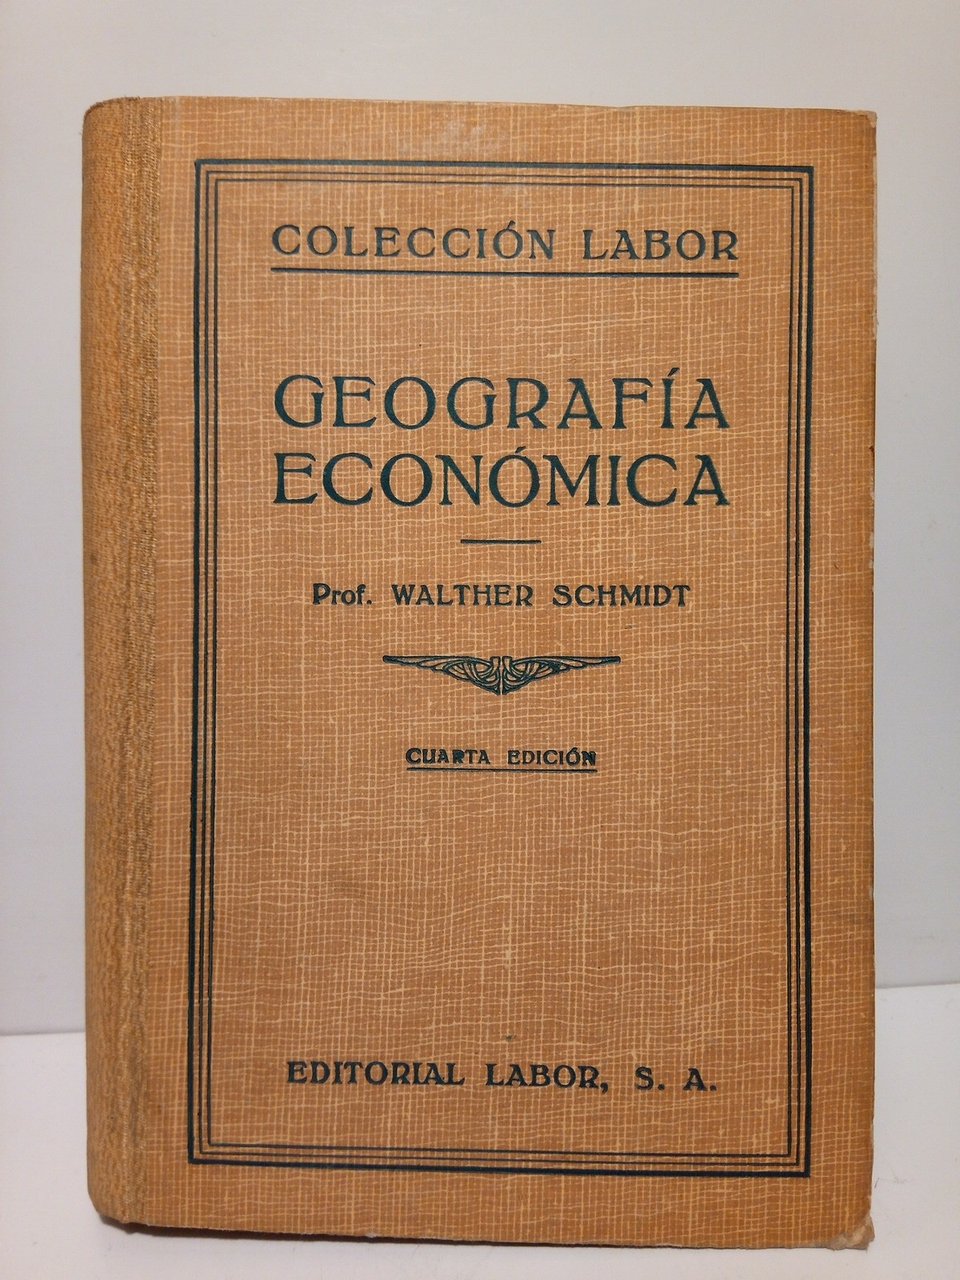 COLECCIÓN LABOR
GEOGRAFÍA
ECONÓMICA
Prof. WALTHER SCHMIDT
CUARTA EDICIÓN
EDITORIAL LABOR, S. A.